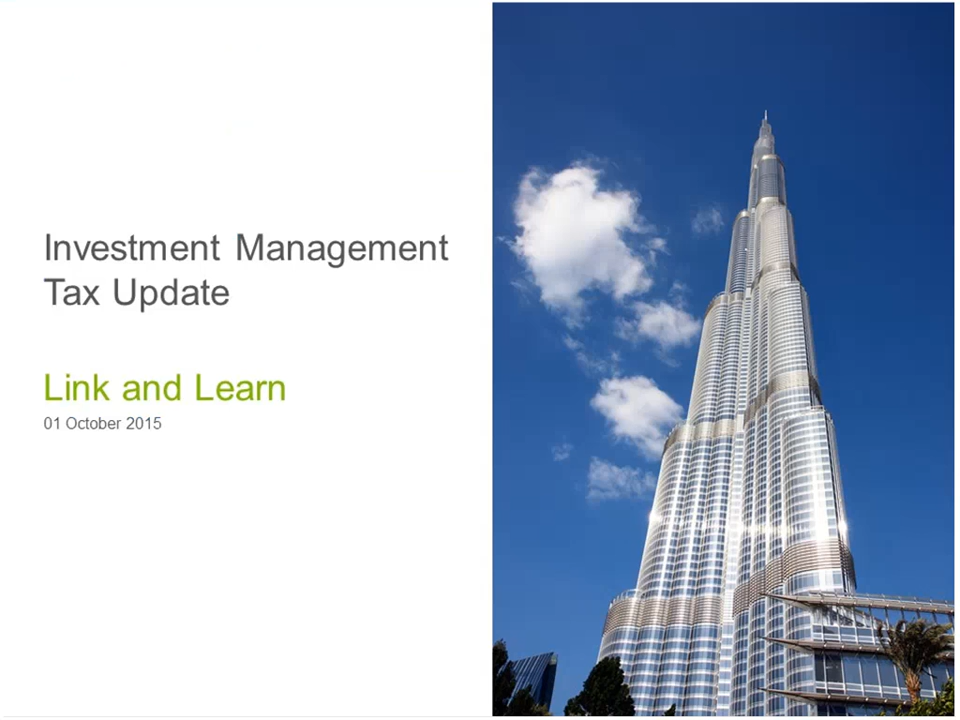 Investment Management
Tax Update
Link and Learn
01 October 2015